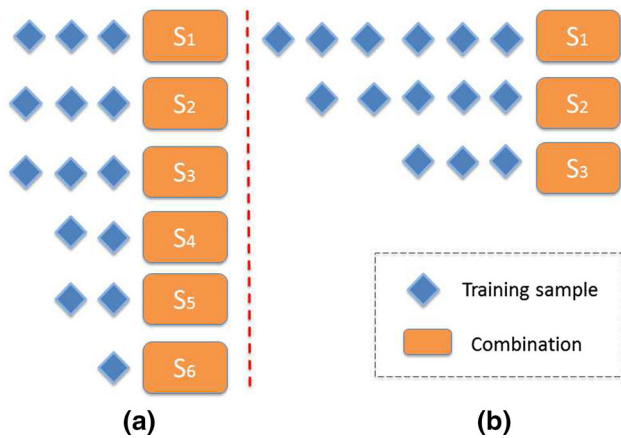 S1
S2
S3
S4
S5
S6
(a)
S1
S2
S3
Training sample
Combination
(b)